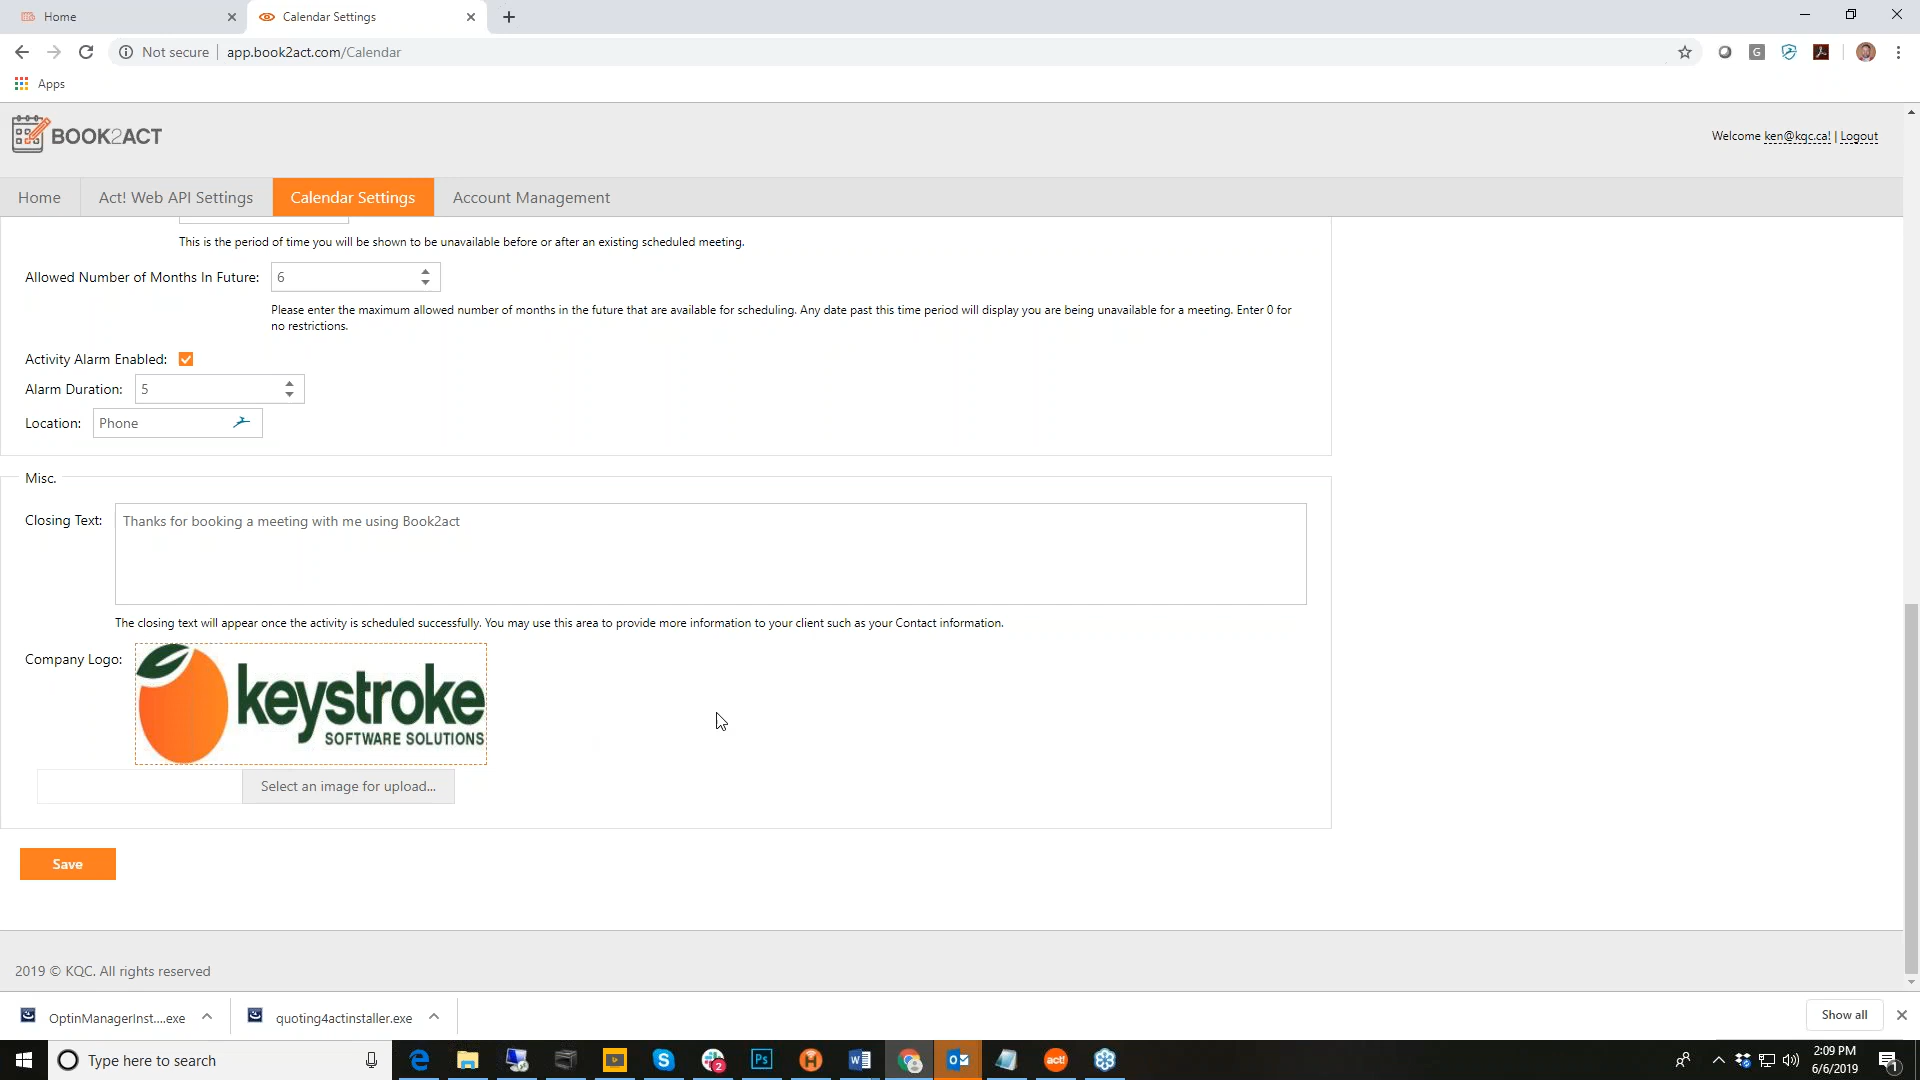 Home
Calendar Settings
Not secure
app.book2act.com/Calendar
G
Apps
BOOK2ACT
Welcome ken@kqc.ca! | Logout
Home
Act! Web API Settings
Calendar Settings
Account Management
This is the period of time you will be shown to be unavailable before or after an existing scheduled meeting.
Allowed Number of Months In Future: 6
Please enter the maximum allowed number of months in the future that are available for scheduling. Any date past this time period will display you are being unavailable for a meeting. Enter 0 for
no restrictions.
Activity Alarm Enabled:
Alarm Duration: 5
Location: Phone
Misc.
Closing Text: Thanks for booking a meeting with me using Book2act
The closing text will appear once the activity is scheduled successfully. You may use this area to provide more information to your client such as your Contact information.
Company Logo:
keystroke
SOFTWARE SOLUTIONS
Select an image for upload...
Save
2019 © KQC. All rights reserved
OptinManagerInst....exe
quoting4actinstaller.exe
Show all
Type here to search
2
Ps
act!
2:09 PM
6/6/2019
1